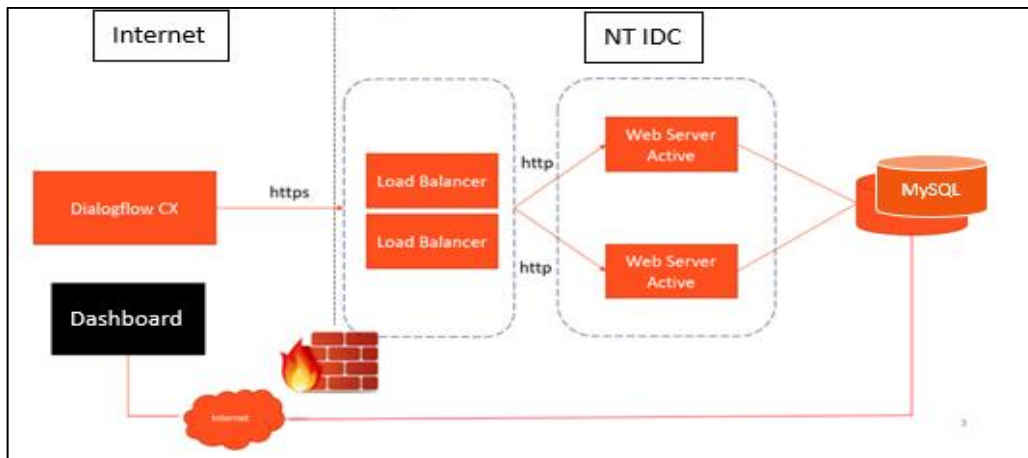 Internet
NT IDC
Dialogflow CX
https
Load Balancer
Load Balancer
http
http
Web Server
Active
Web Server
Active
MySQL
Dashboard
Internet
3